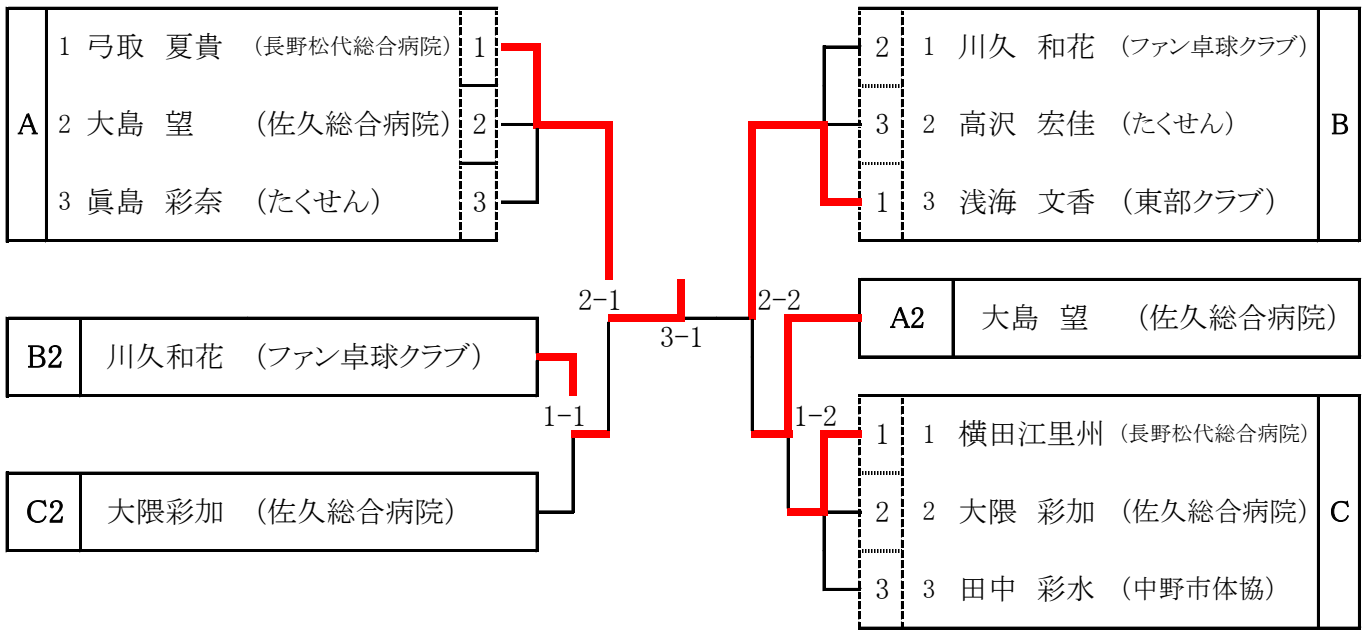 A
1 弓取 夏貴 (長野松代総合病院) 1
2 大島 望 (佐久総合病院) 2
3 眞島 彩奈 (たくせん) 3
B2 川久和花 (ファン卓球クラブ)
C2 大隈彩加 (佐久総合病院)
2-1
1-1
3-1
2-2
1-2
2 1 川久 和花 (ファン卓球クラブ)
3 2 高沢 宏佳 (たくせん)
1 3 浅海 文香 (東部クラブ)
B
A2 大島 望 (佐久総合病院)
1 1 横田江里州 (長野松代総合病院)
2 2 大隈 彩加 (佐久総合病院)
3 3 田中 彩水 (中野市体協)
C